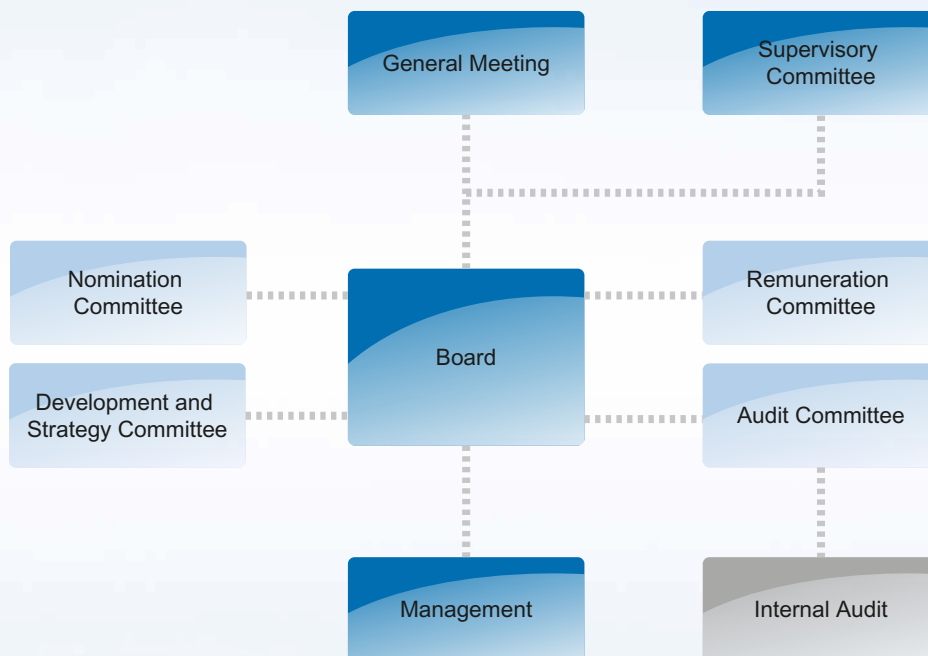 General Meeting
Supervisory
Committee
Nomination
Committee
Remuneration
Committee
Board
Development and
Strategy Committee
Audit Committee
Management
Internal Audit